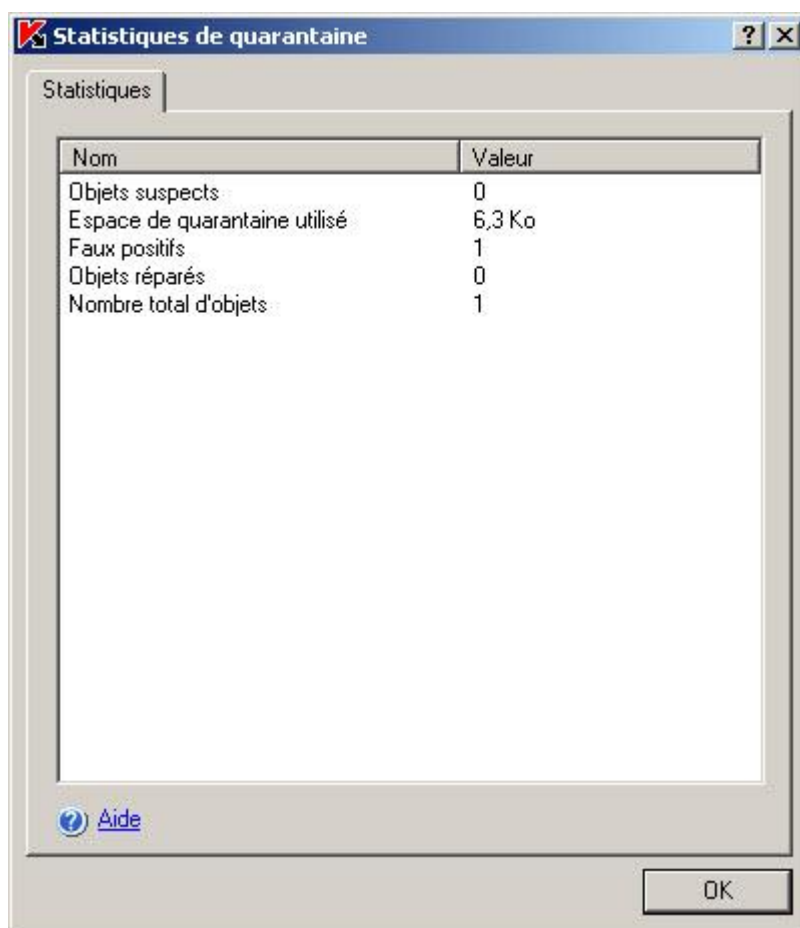 Statistiques de quarantaine
Statistiques
Nom Valeur
Objets suspects 0
Espace de quarantaine utilisé 6,3 Ko
Faux positifs 1
Objets réparés 0
Nombre total d'objets 1
Aide
OK